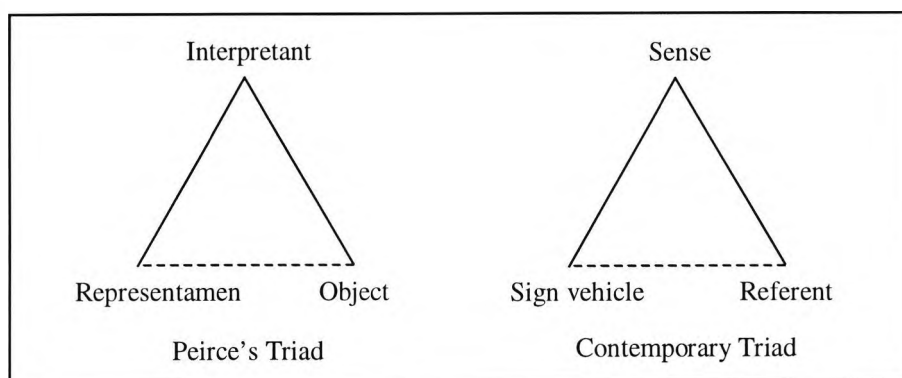 Interpretant
Representamen
Object
Peirce's Triad
Sense
Sign vehicle
Referent
Contemporary Triad